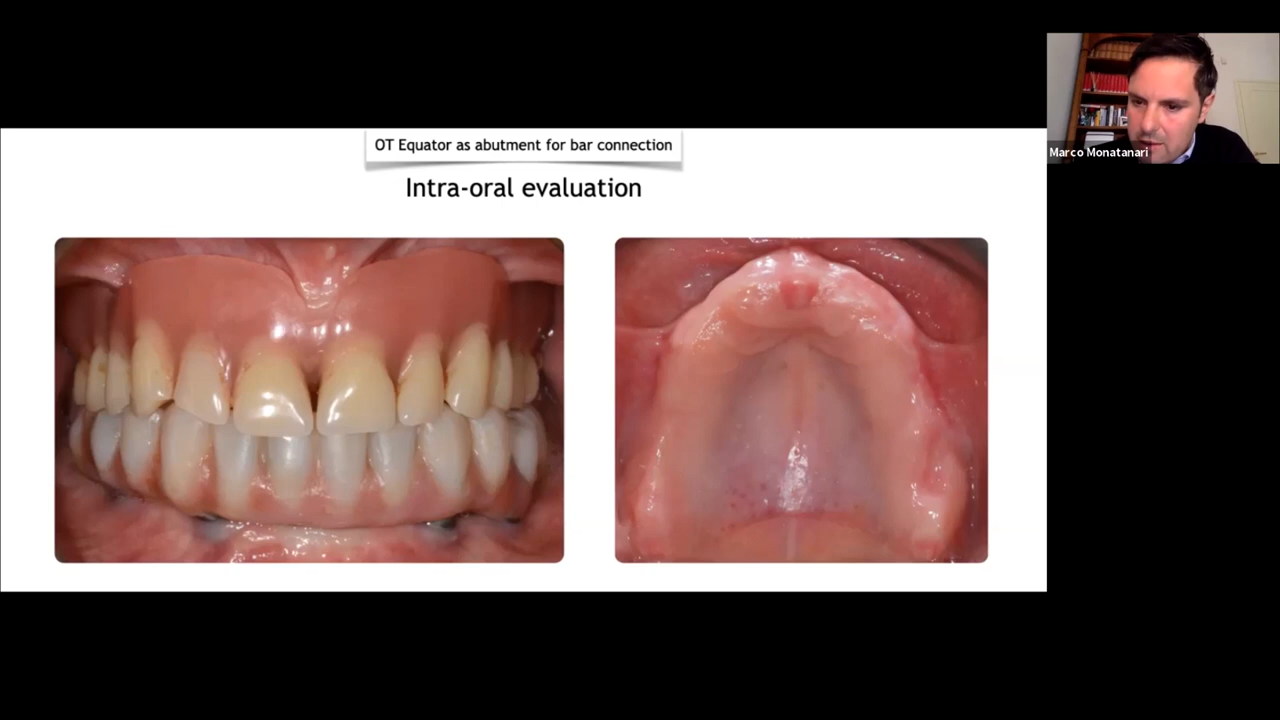 OT Equator as abutment for bar connection
Intra-oral evaluation
Marco Monatanari